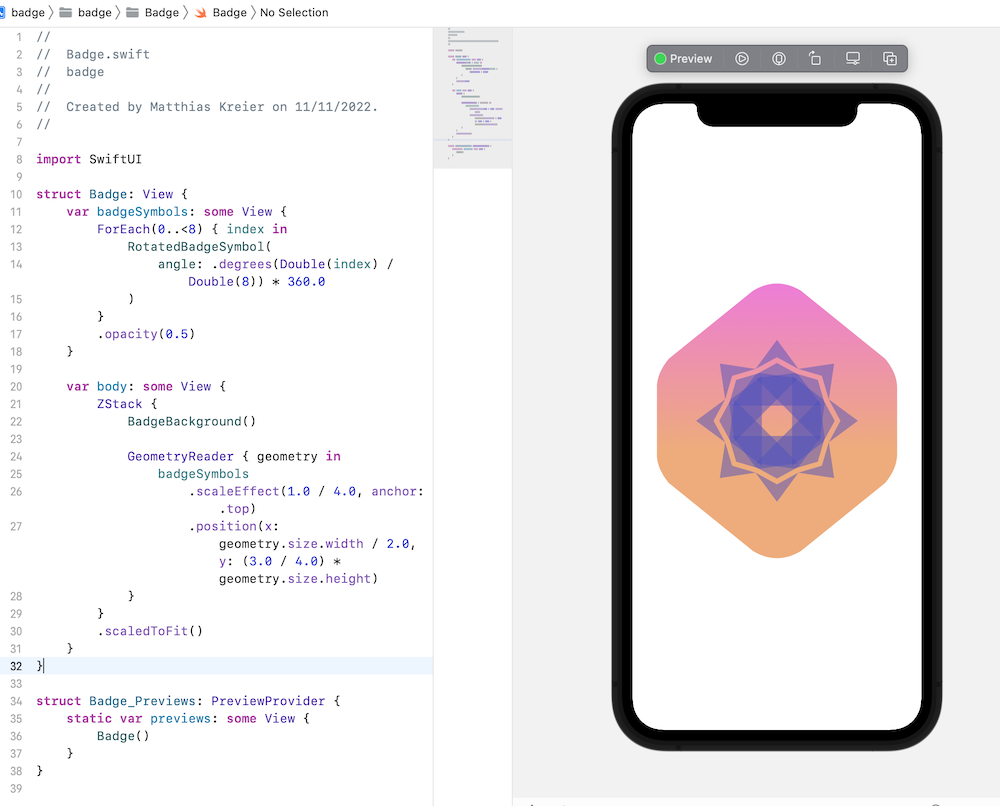 badge 〉 badge 〉 Badge 〉 Badge 〉 No Selection
Preview
1 //
2 //  Badge.swift
3 //  badge
4 //
5 //  Created by Matthias Kreier on 11/11/2022.
6 //
7
8 import SwiftUI
9
10 struct Badge: View {
11     var badgeSymbols: some View {
12         ForEach(0..<8) { index in
13             RotatedBadgeSymbol(
14                 angle: .degrees(Double(index) /
                    Double(8)) * 360.0
15             )
16         }
17         .opacity(0.5)
18     }
19
20     var body: some View {
21         ZStack {
22             BadgeBackground()
23
24             GeometryReader { geometry in
25                 badgeSymbols
26                     .scaleEffect(1.0 / 4.0, anchor:
                        .top)
27                     .position(x:
                        geometry.size.width / 2.0,
                        y: (3.0 / 4.0) *
                        geometry.size.height)
28             }
29         }
30         .scaledToFit()
31     }
32 }
33
34 struct Badge_Previews: PreviewProvider {
35     static var previews: some View {
36         Badge()
37     }
38 }
39